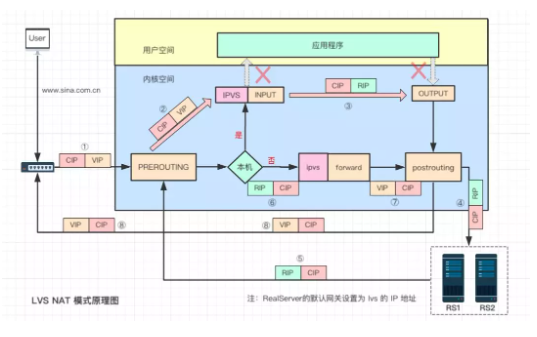 User
用户空间
应用程序
内核空间
www.sina.com.cn
①
CIP VIP
②
CIP VIP
IPVS INPUT
CIP RIP
③
OUTPUT
PREROUTING
是
本机
否
ipvs forward
postrouting
RIP CIP
⑥
VIP CIP
⑦
④
RIP
CIP
VIP CIP ⑧
⑧ VIP CIP
⑤
RIP CIP
LVS NAT 模式原理图
注：RealServer的默认网关设置为 lvs 的 IP 地址
RS1 RS2